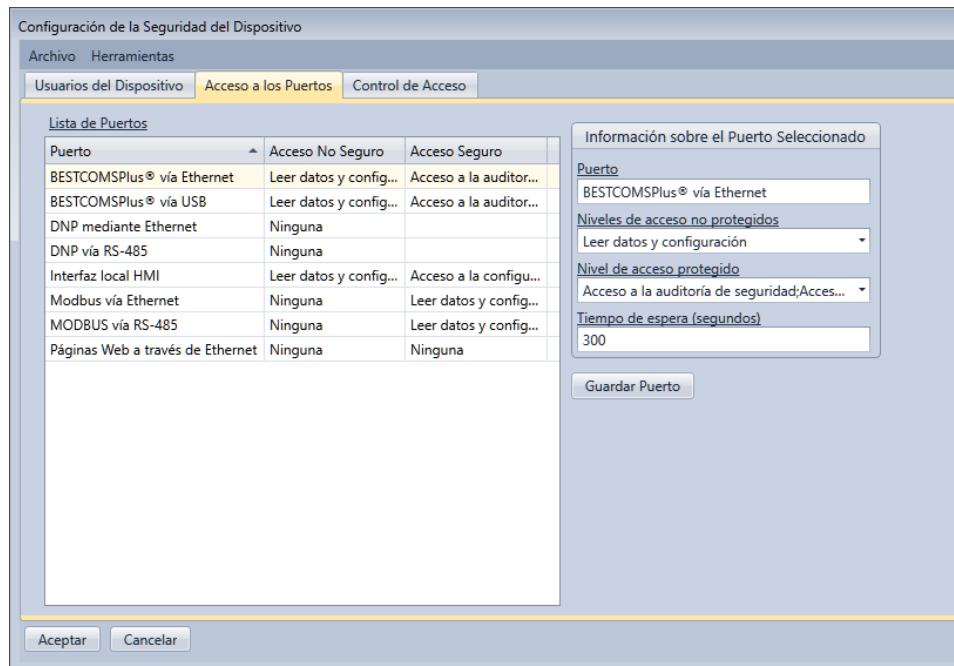 Configuración de la Seguridad del Dispositivo
Archivo Herramientas
Usuarios del Dispositivo Acceso a los Puertos Control de Acceso
Lista de Puertos
Puerto Acceso No Seguro Acceso Seguro
BESTCOMSPlus® vía Ethernet Leer datos y config... Acceso a la auditor...
BESTCOMSPlus® vía USB Leer datos y config... Acceso a la auditor...
DNP mediante Ethernet Ninguna
DNP vía RS-485 Ninguna
Interfaz local HMI Leer datos y config... Acceso a la configu...
Modbus vía Ethernet Ninguna Leer datos y config...
MODBUS vía RS-485 Ninguna Leer datos y config...
Páginas Web a través de Ethernet Ninguna Ninguna
Información sobre el Puerto Seleccionado
Puerto
BESTCOMSPlus® vía Ethernet
Niveles de acceso no protegidos
Leer datos y configuración
Nivel de acceso protegido
Acceso a la auditoría de seguridad;Acces...
Tiempo de espera (segundos)
300
Guardar Puerto
Aceptar Cancelar